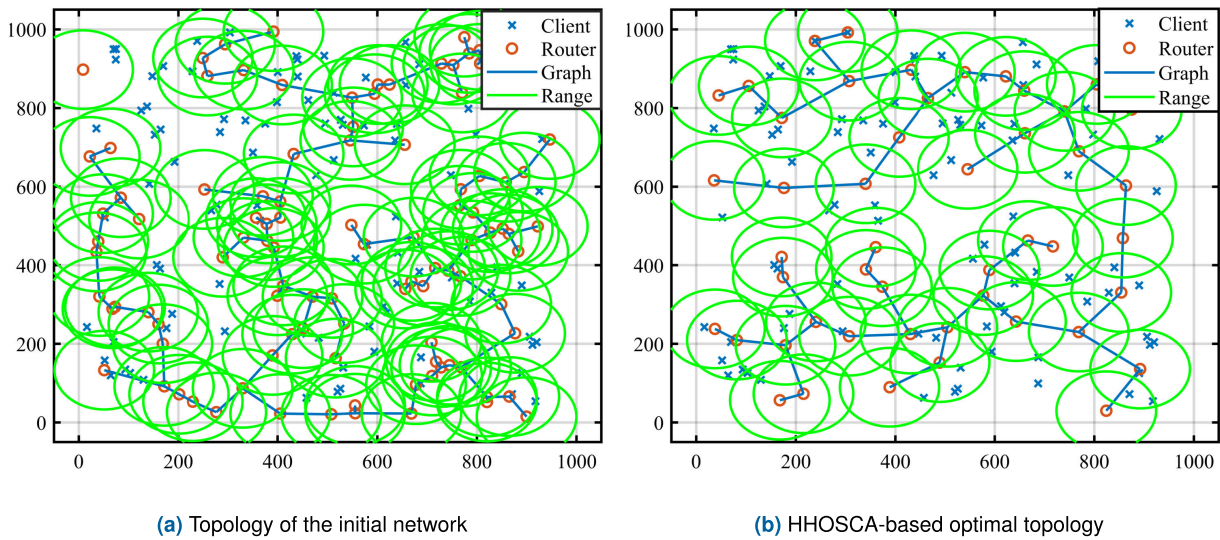 1000
800
600
400
200
0
0 200 400 600 800 1000
Client
Router
Graph
Range
(a) Topology of the initial network
1000
800
600
400
200
0
0 200 400 600 800 1000
Client
Router
Graph
Range
(b) HHOSCA-based optimal topology